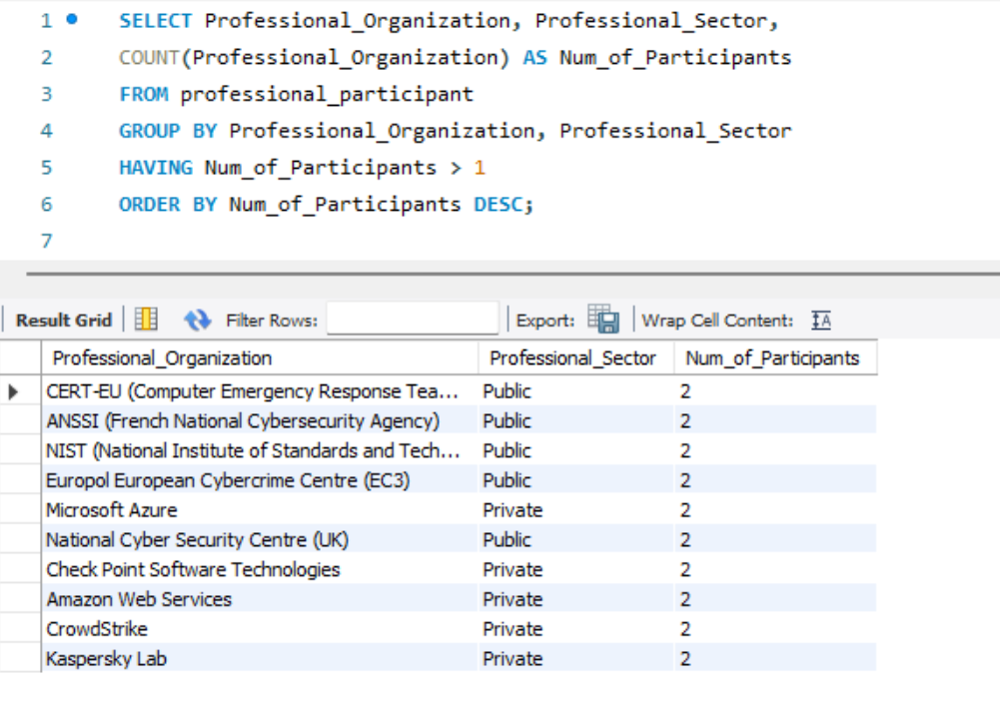 1 SELECT Professional_Organization, Professional_Sector,
2 COUNT(Professional_Organization) AS Num_of_Participants
3 FROM professional_participant
4 GROUP BY Professional_Organization, Professional_Sector
5 HAVING Num_of_Participants > 1
6 ORDER BY Num_of_Participants DESC;
7
Result Grid Filter Rows: Export: Wrap Cell Content: IA
Professional_Organization Professional_Sector Num_of_Participants
CERT-EU (Computer Emergency Response Tea... Public 2
ANSSI (French National Cybersecurity Agency) Public 2
NIST (National Institute of Standards and Tech... Public 2
Europol European Cybercrime Centre (EC3) Public 2
Microsoft Azure Private 2
National Cyber Security Centre (UK) Public 2
Check Point Software Technologies Private 2
Amazon Web Services Private 2
CrowdStrike Private 2
Kaspersky Lab Private 2